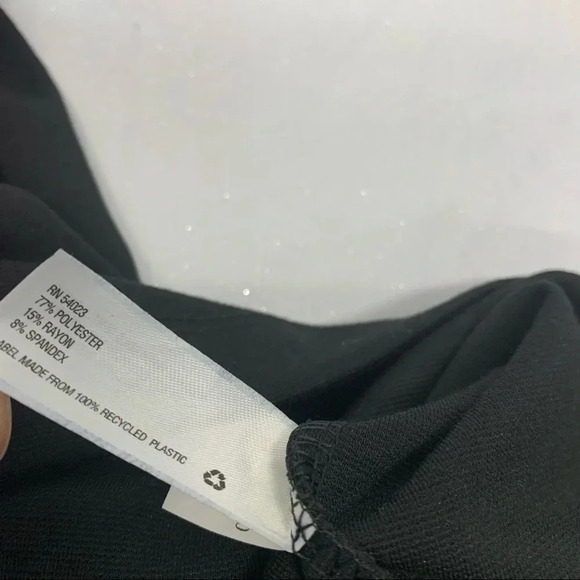 RN 54023
77% POLYESTER
15% RAYON
8% SPANDEX
ABEL MADE FROM 100% RECYCLED PLASTIC